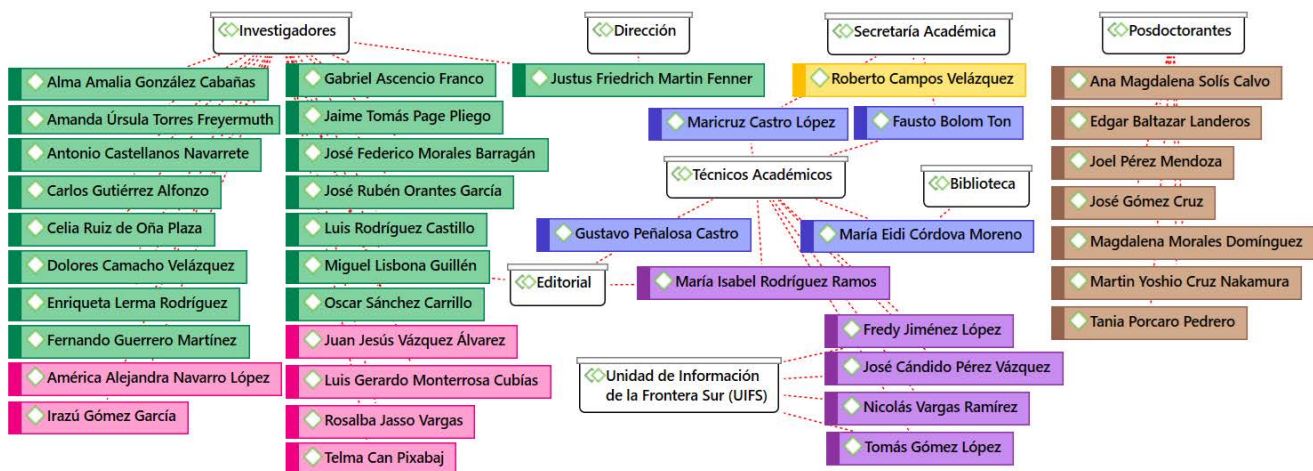 Investigadores
Dirección
Secretaría Académica
Posdoctorantes
Alma Amalia González Cabañas
Gabriel Ascencio Franco
Justus Friedrich Martin Fenner
Roberto Campos Velázquez
Ana Magdalena Solís Calvo
Amanda Úrsula Torres Freyermuth
Jaime Tomás Page Pliego
Maricruz Castro López
Fausto Bolom Ton
Edgar Baltazar Landeros
Antonio Castellanos Navarrete
José Federico Morales Barragán
Técnicos Académicos
Biblioteca
Joel Pérez Mendoza
Carlos Gutiérrez Alfonzo
José Rubén Orantes García
José Gómez Cruz
Celia Ruiz de Oña Plaza
Luis Rodríguez Castillo
Gustavo Peñalosa Castro
María Eidi Córdova Moreno
Magdalena Morales Domínguez
Dolores Camacho Velázquez
Miguel Lisbona Guillén
Editorial
María Isabel Rodríguez Ramos
Martin Yoshio Cruz Nakamura
Enriqueta Lerma Rodríguez
Oscar Sánchez Carrillo
Tania Porcaro Pedrero
Fernando Guerrero Martínez
Juan Jesús Vázquez Álvarez
Fredy Jiménez López
América Alejandra Navarro López
Luis Gerardo Monterrosa Cubías
Unidad de Información
de la Frontera Sur (UIFS)
José Cándido Pérez Vázquez
Irazú Gómez García
Rosalba Jasso Vargas
Nicolás Vargas Ramírez
Telma Can Pixabaj
Tomás Gómez López